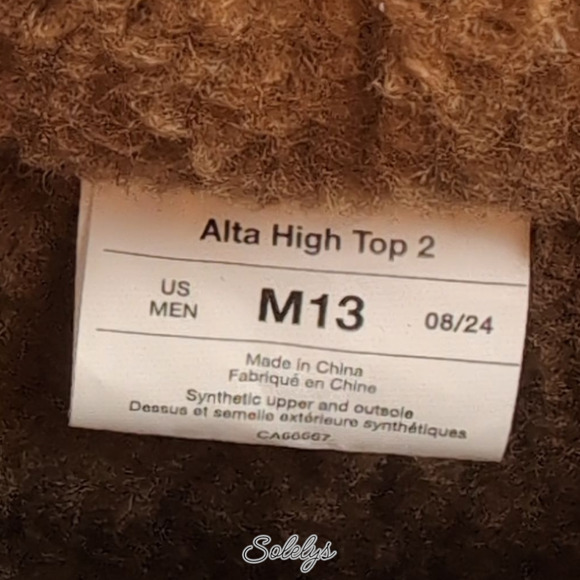 Alta High Top 2
US
MEN
M13
08/24
Made in China
Fabriqué en Chine
Synthetic upper and outsole
Dessus et semelle extérieure synthétiques
Solelys